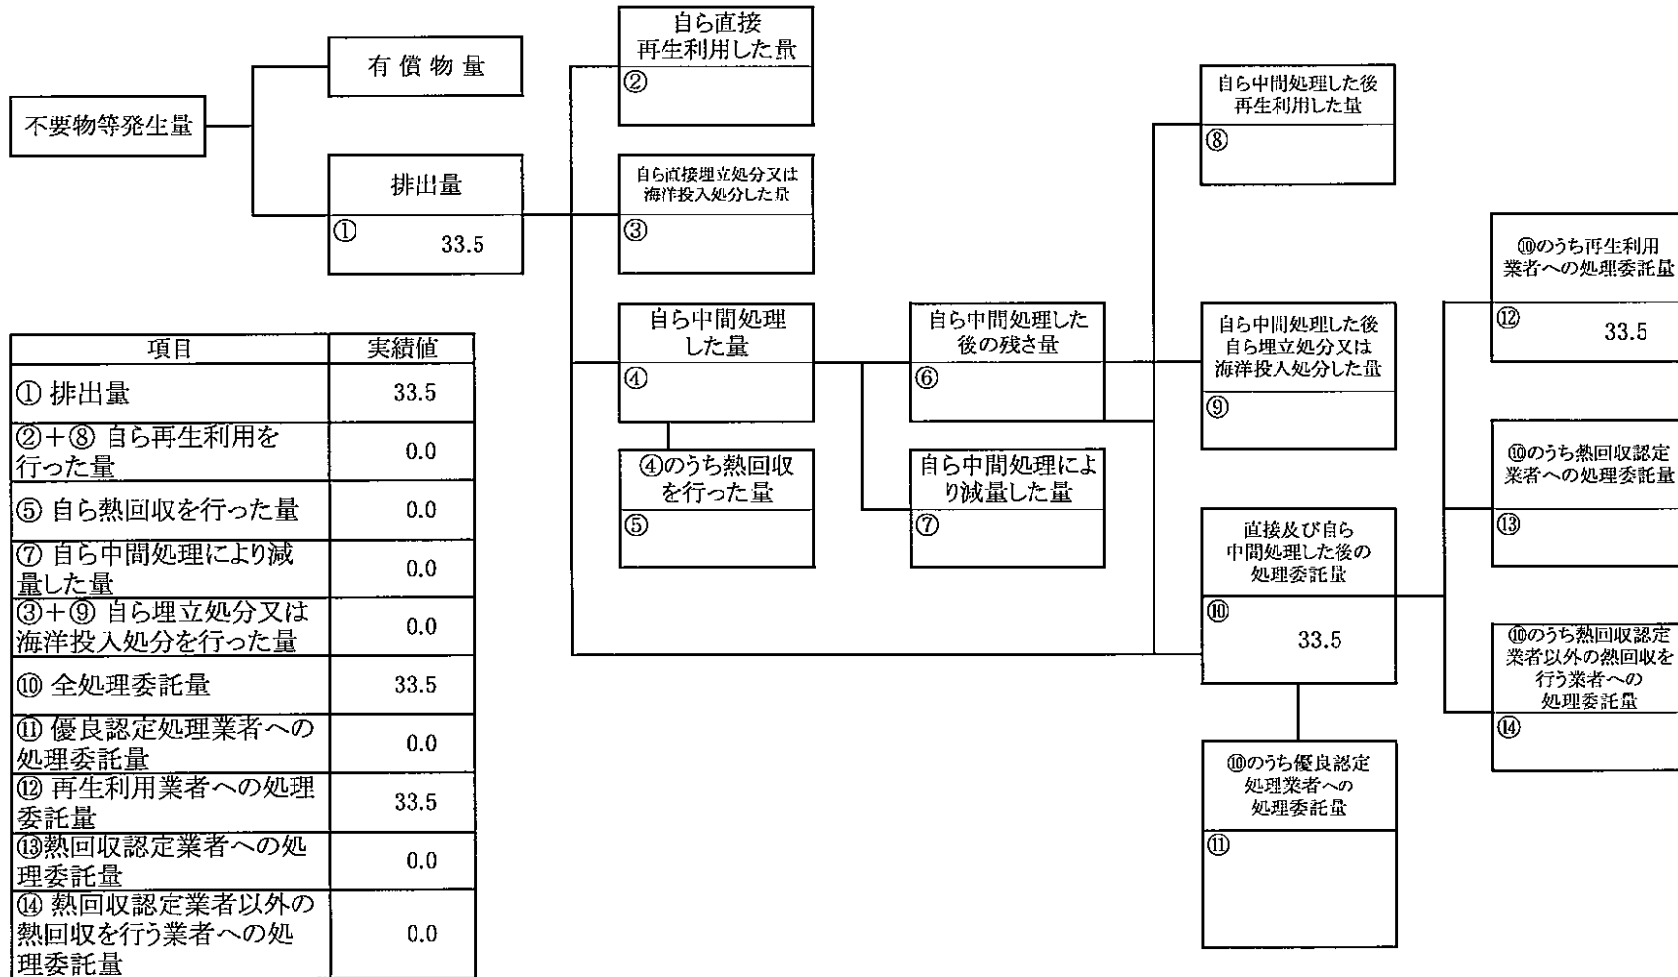 不要物等発生量
有償物量
排出量
①
33.5
自ら直接
再生利用した量
②
自ら直接埋立処分又は
海洋投入処分した量
③
自ら中間処理
した量
④
④のうち熱回収
を行った量
⑤
自ら中間処理した
後の残さ量
⑥
自ら中間処理によ
り減量した量
⑦
自ら中間処理した後
再生利用した量
⑧
自ら中間処理した後
自ら埋立処分又は
海洋投入処分した量
⑨
直接及び自ら
中間処理した後の
処理委託量
⑩
33.5
⑩のうち優良認定
処理業者への
処理委託量
⑪
⑩のうち再生利用
業者への処理委託量
⑫
33.5
⑩のうち熱回収認定
業者への処理委託量
⑬
⑩のうち熱回収認定
業者以外の熱回収を
行う業者への
処理委託量
⑭
項目 実績値
① 排出量 33.5
②+⑧ 自ら再生利用を
行った量 0.0
⑤ 自ら熱回収を行った量 0.0
⑦ 自ら中間処理により減
量した量 0.0
③+⑨ 自ら埋立処分又は
海洋投入処分を行った量 0.0
⑩ 全処理委託量 33.5
⑪ 優良認定処理業者への
処理委託量 0.0
⑫ 再生利用業者への処理
委託量 33.5
⑬熱回収認定業者への処
理委託量 0.0
⑭ 熱回収認定業者以外の
熱回収を行う業者への処
理委託量 0.0